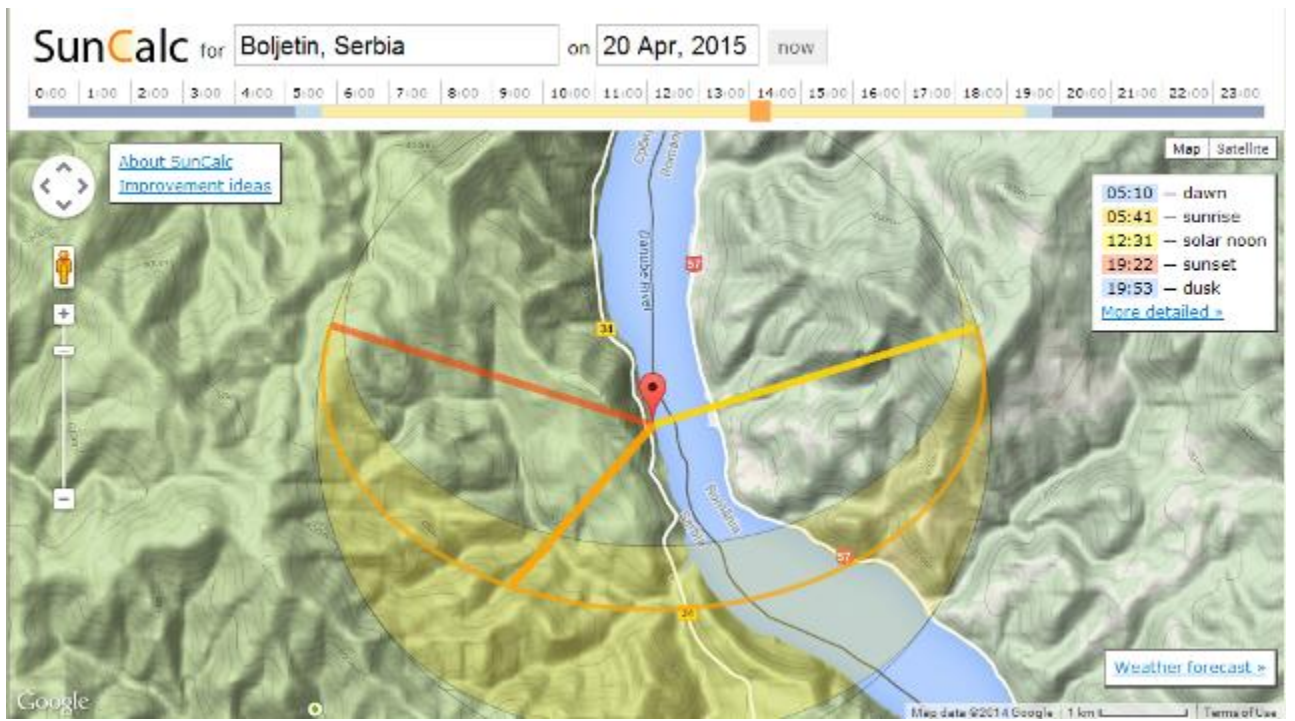 SunCalc for Boljetin, Serbia on 20 Apr, 2015 now
0:00 1:00 2:00 3:00 4:00 5:00 6:00 7:00 8:00 9:00 10:00 11:00 12:00 13:00 14:00 15:00 16:00 17:00 18:00 19:00 20:00 21:00 22:00 23:00
About SunCalc
Improvement ideas
Map Satellite
05:10 — dawn
05:41 — sunrise
12:31 — solar noon
19:22 — sunset
19:53 — dusk
More detailed »
Danube River
57
34
România
Serbia
57
34
Weather forecast »
Google
Map data ©2014 Google 1 km Terms of Use